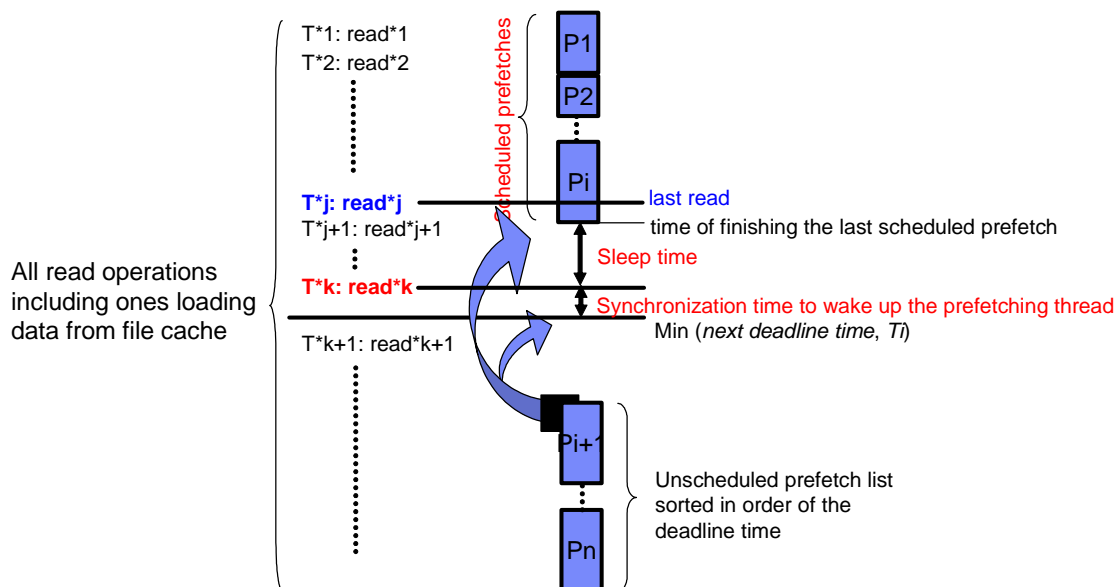 T*1: read*1
T*2: read*2
T*j: read*j
T*j+1: read*j+1
T*k: read*k
T*k+1: read*k+1
All read operations
including ones loading
data from file cache
Scheduled prefetches
P1
P2
Pi
last read
time of finishing the last scheduled prefetch
Sleep time
Synchronization time to wake up the prefetching thread
Min (next deadline time, Ti)
Pi+1
Pn
Unscheduled prefetch list
sorted in order of the
deadline time